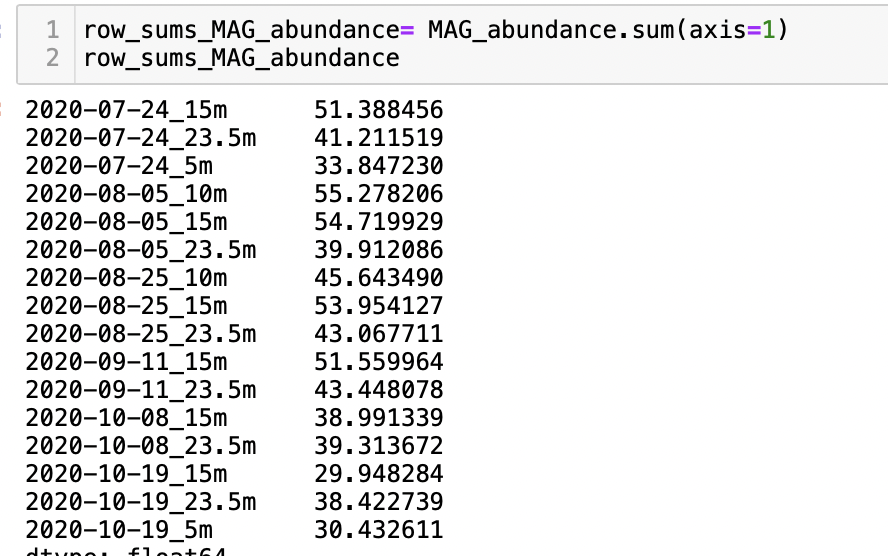 1 row_sums_MAG_abundance= MAG_abundance.sum(axis=1)
2 row_sums_MAG_abundance
2020-07-24_15m 51.388456
2020-07-24_23.5m 41.211519
2020-07-24_5m 33.847230
2020-08-05_10m 55.278206
2020-08-05_15m 54.719929
2020-08-05_23.5m 39.912086
2020-08-25_10m 45.643490
2020-08-25_15m 53.954127
2020-08-25_23.5m 43.067711
2020-09-11_15m 51.559964
2020-09-11_23.5m 43.448078
2020-10-08_15m 38.991339
2020-10-08_23.5m 39.313672
2020-10-19_15m 29.948284
2020-10-19_23.5m 38.422739
2020-10-19_5m 30.432611
dtype: float64